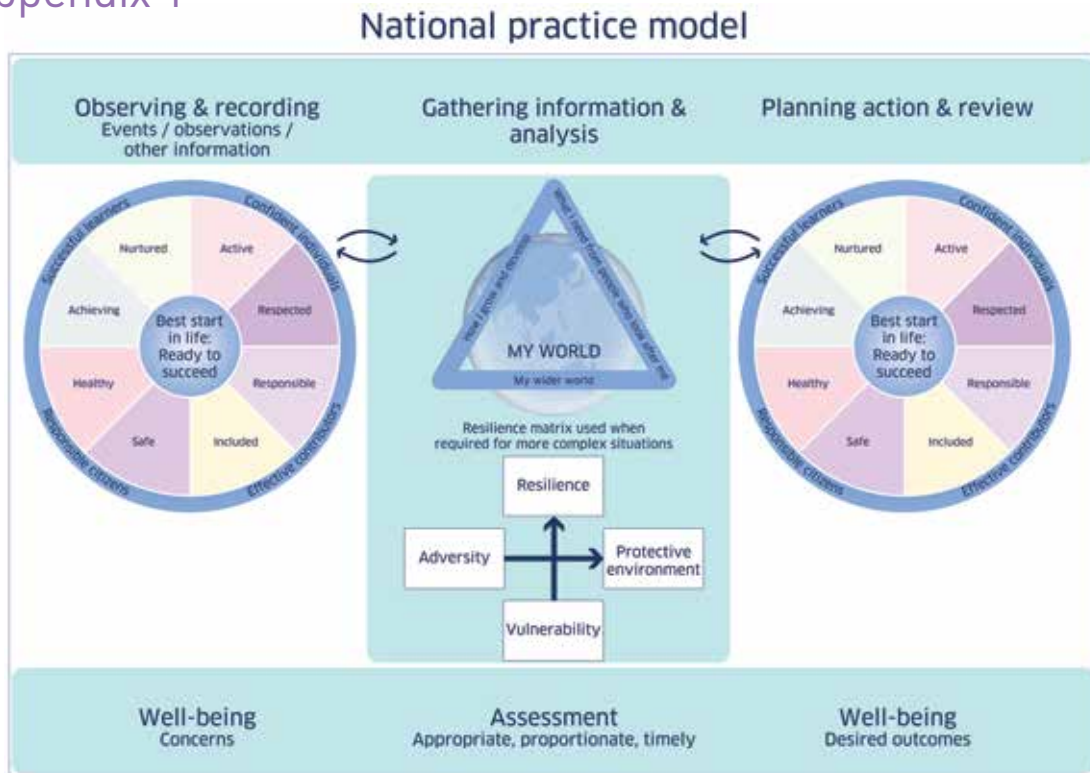 ppendix 1
National practice model
Observing & recording
Events / observations /
other information
Gathering information &
analysis
Planning action & review
Successful learners
Confident individuals
Nurtured
Active
Achieving
Respected
Best start
in life:
Ready to
succeed
Healthy
Responsible
Safe
Included
Responsible citizens
Effective contributors
How I grow and develop
What I need from people who look after me
MY WORLD
My wider world
Resilience matrix used when
required for more complex situations
Resilience
Adversity
Protective
environment
Vulnerability
Successful learners
Confident individuals
Nurtured
Active
Achieving
Respected
Best start
in life:
Ready to
succeed
Healthy
Responsible
Safe
Included
Responsible citizens
Effective contributors
Well-being
Concerns
Assessment
Appropriate, proportionate, timely
Well-being
Desired outcomes